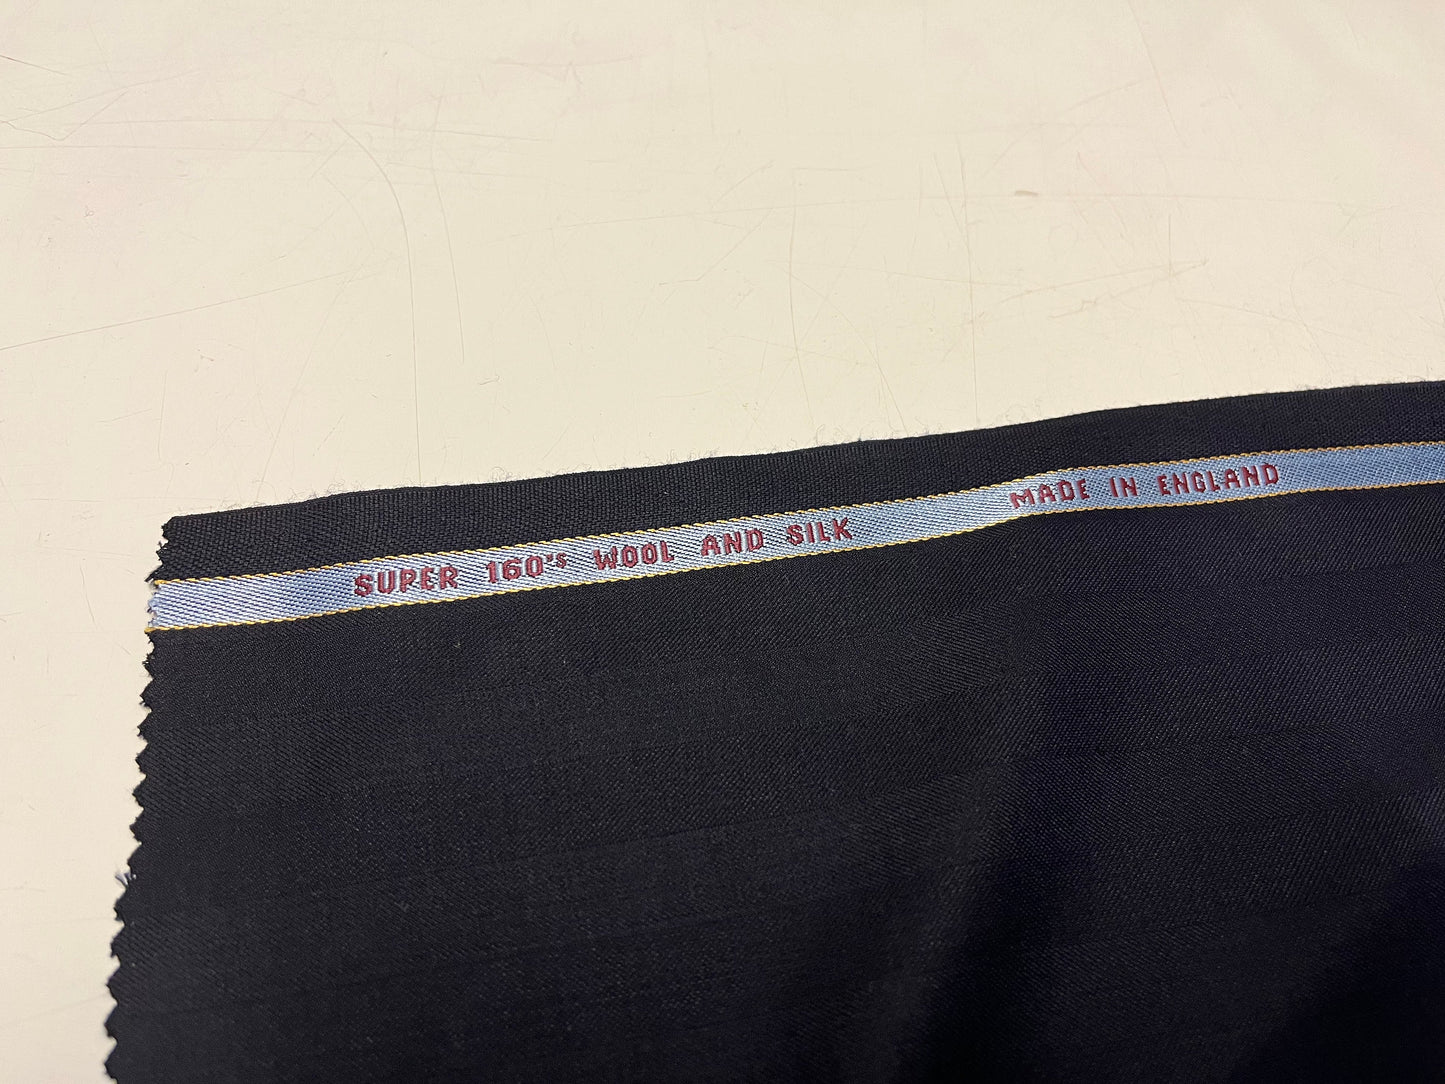 SUPER 160's WOOL AND SILK MADE IN ENGLAND